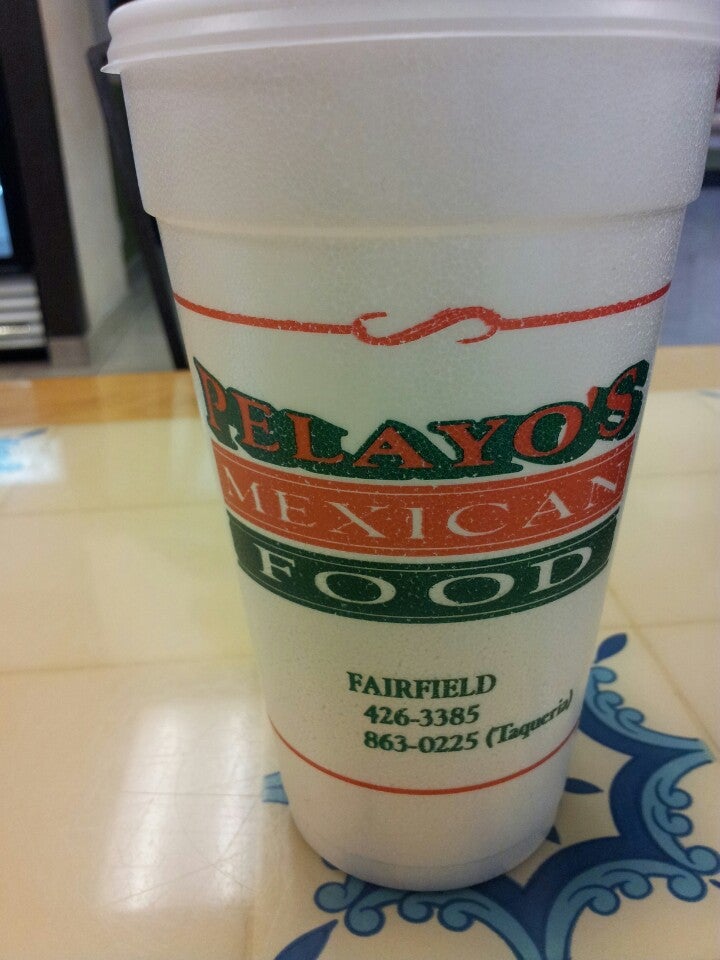 PELAYO'S
MEXICAN
FOOD
FAIRFIELD
426-3385
863-0225 (Taqueria)